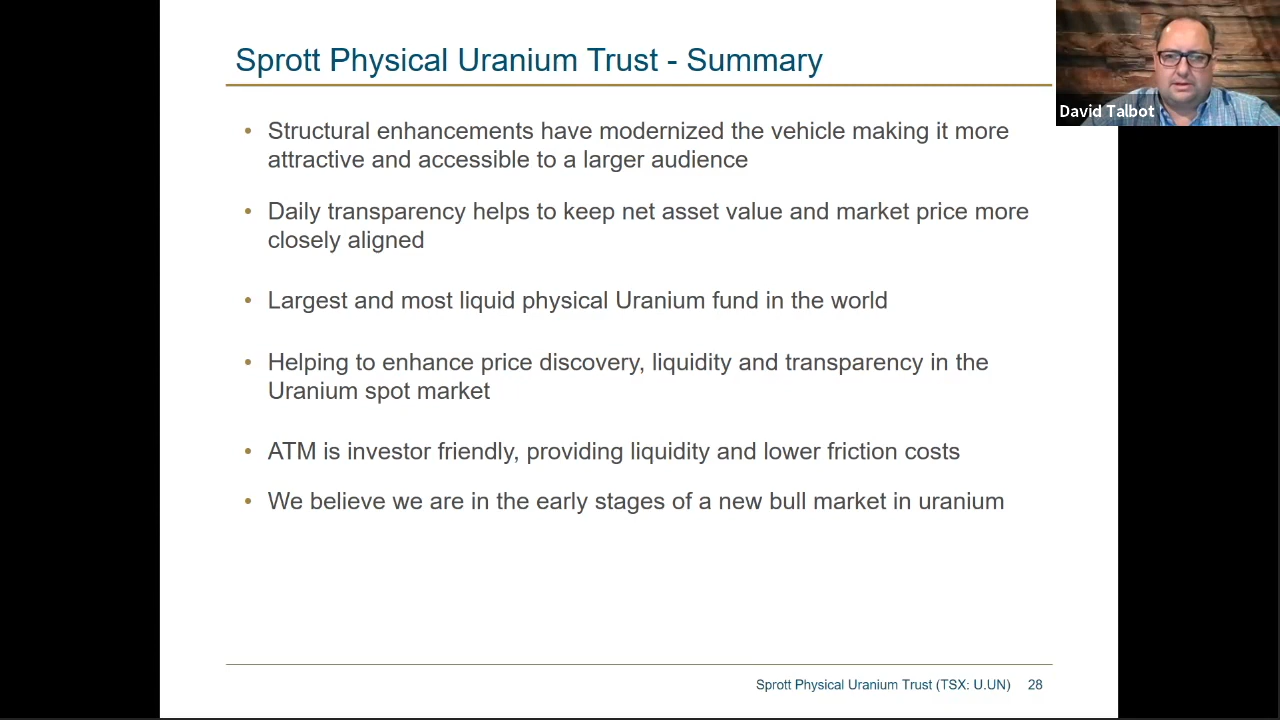 Sprott Physical Uranium Trust - Summary
David Talbot
• Structural enhancements have modernized the vehicle making it more
attractive and accessible to a larger audience
• Daily transparency helps to keep net asset value and market price more
closely aligned
• Largest and most liquid physical Uranium fund in the world
• Helping to enhance price discovery, liquidity and transparency in the
Uranium spot market
• ATM is investor friendly, providing liquidity and lower friction costs
• We believe we are in the early stages of a new bull market in uranium
Sprott Physical Uranium Trust (TSX: U.UN) 28